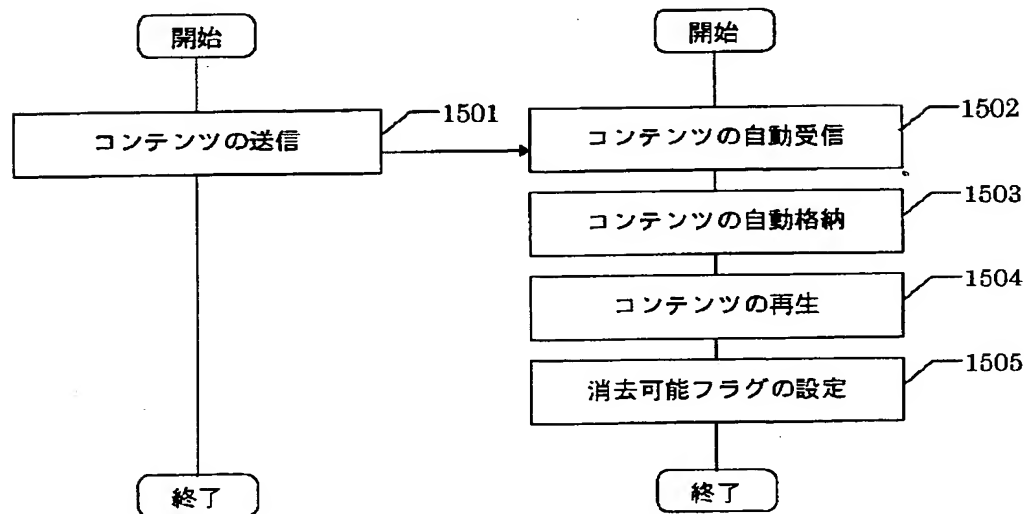 開始
コンテンツの送信
1501
終了
開始
コンテンツの自動受信
1502
コンテンツの自動格納
1503
コンテンツの再生
1504
消去可能フラグの設定
1505
終了